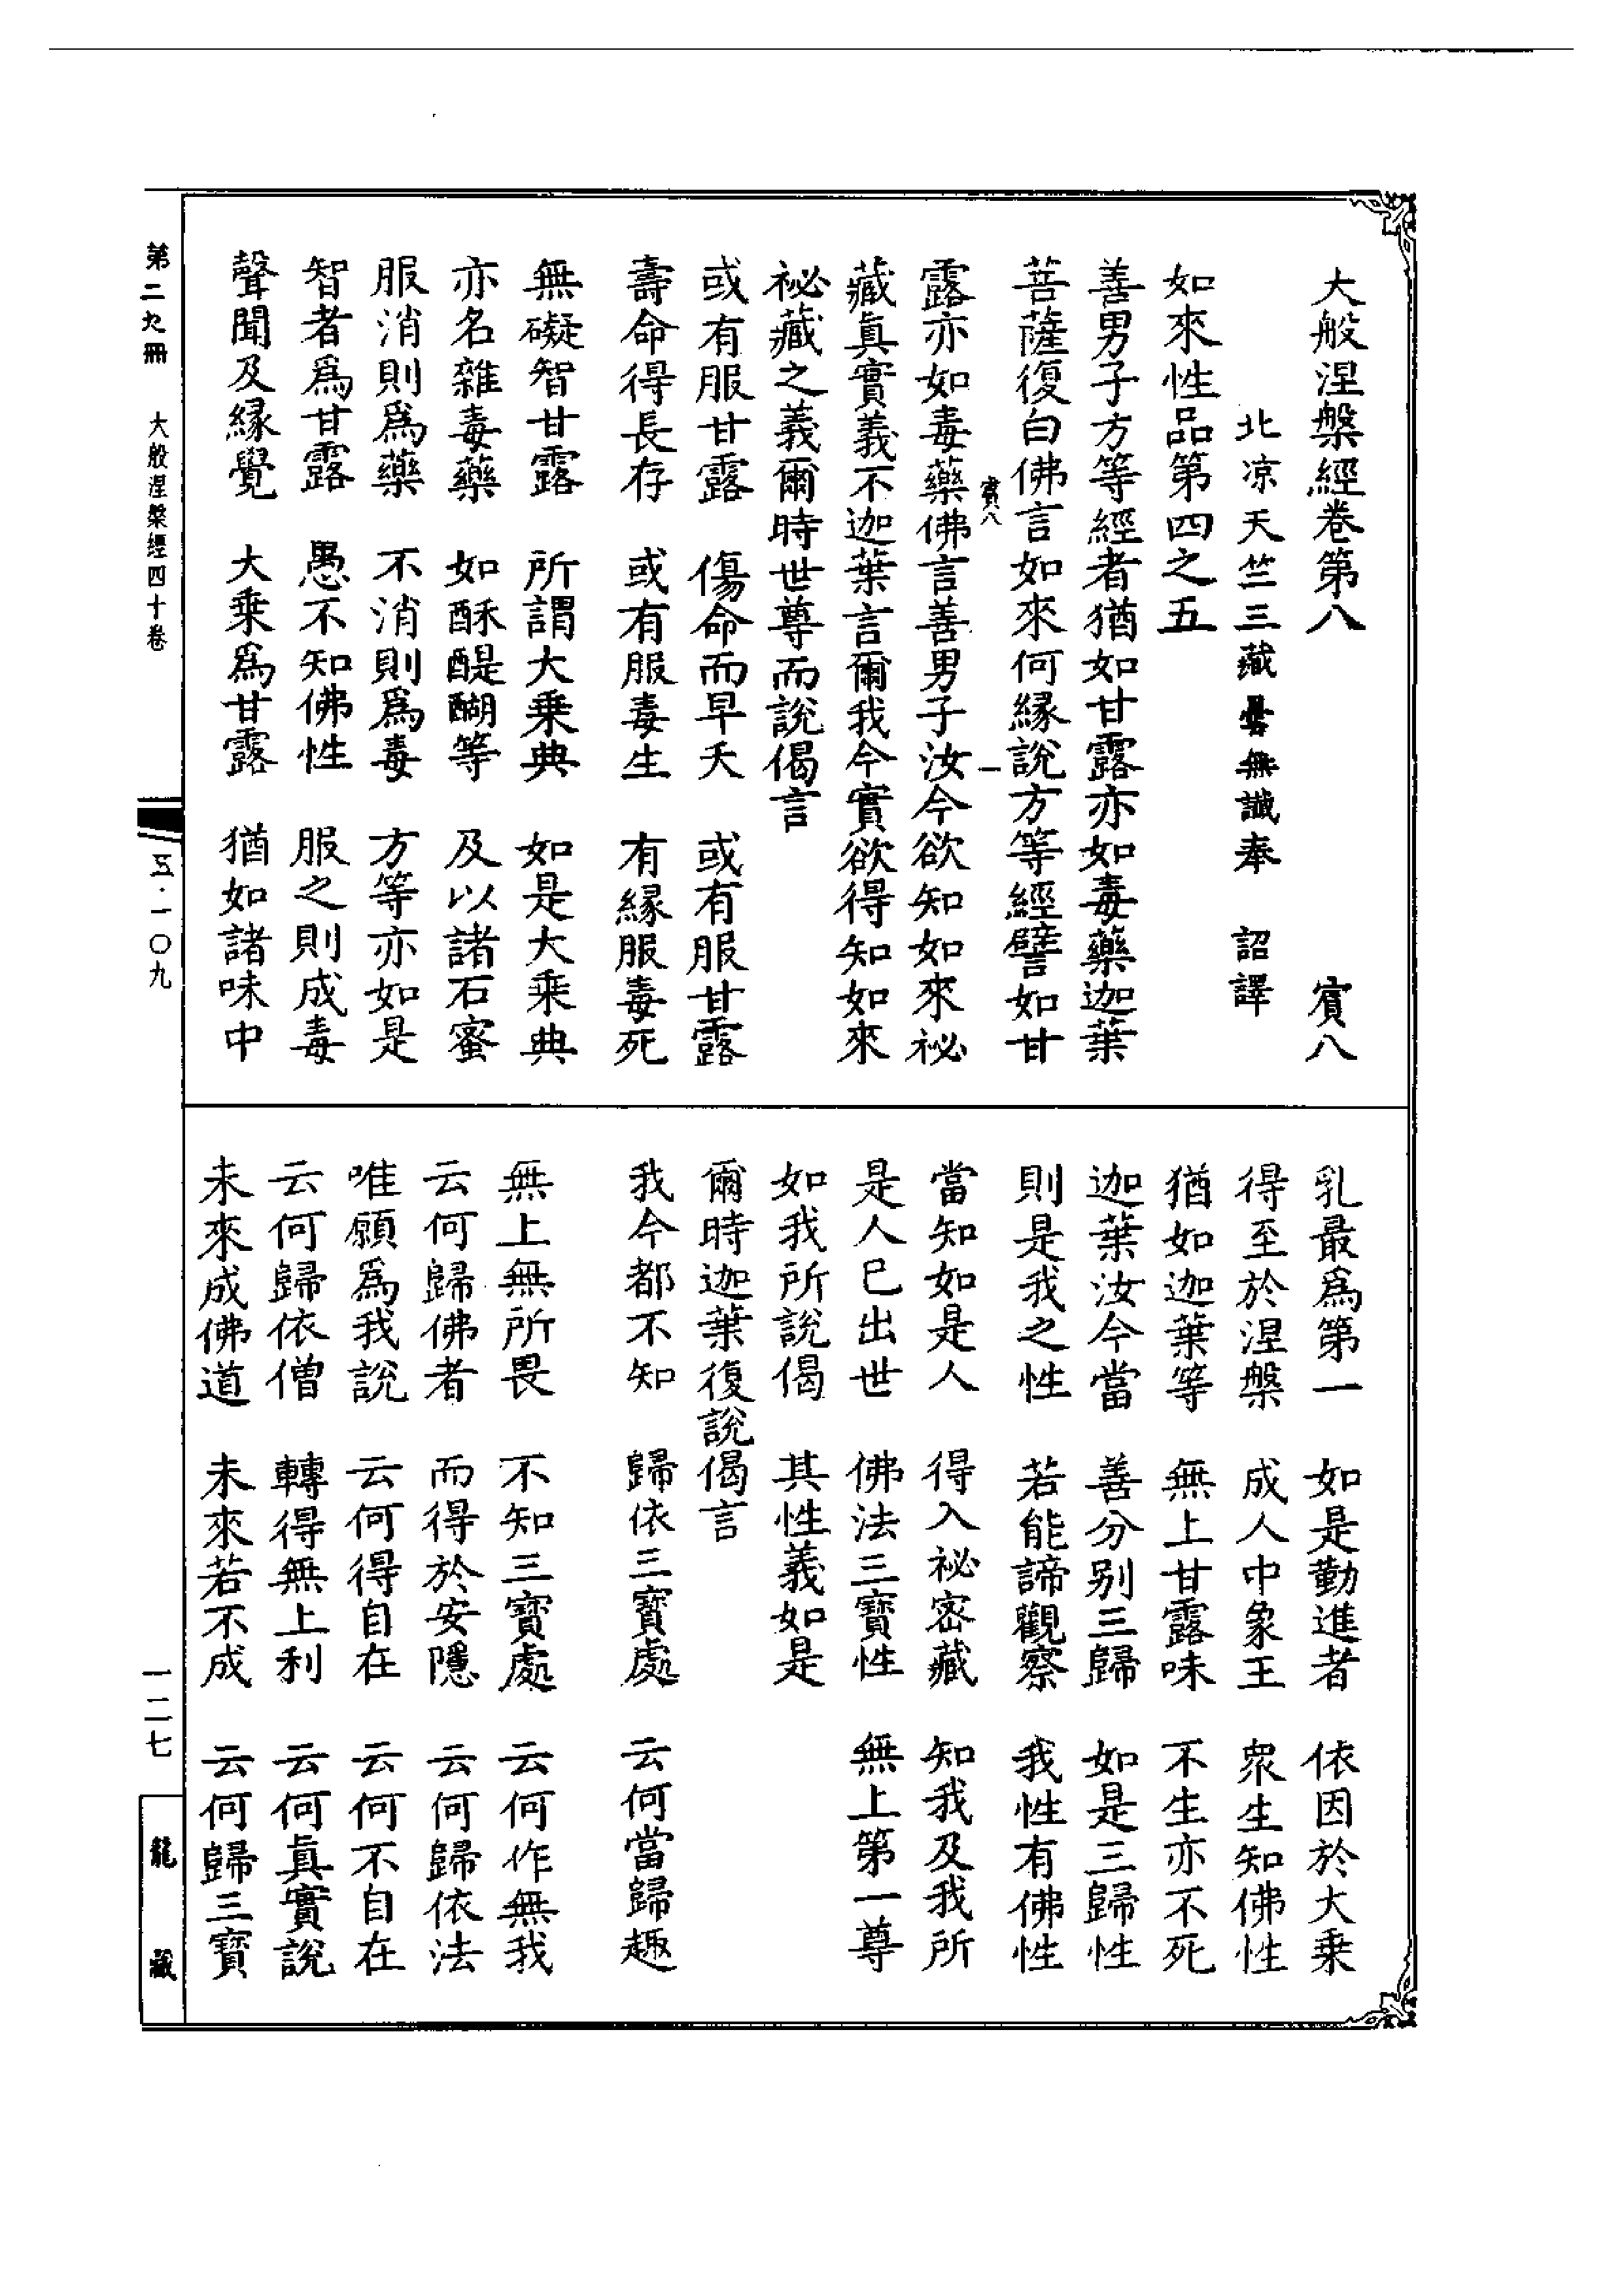 大般涅槃經卷第八　賓八
北涼天竺三藏曇無讖奉　詔譯
如來性品第四之五
善男子方等經者猶如甘露亦如毒藥迦葉
菩薩復白佛言如來何緣說方等經譬如甘
賓八　一
露亦如毒藥佛言善男子汝今欲知如來祕
藏眞實義不迦葉言爾我今實欲得知如來
祕藏之義爾時世尊而說偈言
或有服甘露　傷命而早夭　或有服甘露
壽命得長存　或有服毒生　有緣服毒死
無礙智甘露　所謂大乘典　如是大乘典
亦名雜毒藥　如酥醍醐等　及以諸石蜜
服消則爲藥　不消則爲毒　方等亦如是
智者爲甘露　愚不知佛性　服之則成毒
聲聞及緣覺　大乘爲甘露　猶如諸味中
乳最爲第一　如是勤進者　依因於大乘
得至於涅槃　成人中象王　眾生知佛性
猶如迦葉等　無上甘露味　不生亦不死
迦葉汝今當　善分别三歸　如是三歸性
則是我之性　若能諦觀察　我性有佛性
當知如是人　得入祕密藏　知我及我所
是人已出世　佛法三寶性　無上第一尊
如我所說偈　其性義如是
爾時迦葉復說偈言
我今都不知　歸依三寶處　云何當歸趣
無上無所畏　不知三寶處　云何作無我
云何歸佛者　而得於安隱　云何歸依法
唯願爲我說　云何得自在　云何不自在
云何歸依僧　轉得無上利　云何眞實說
未來成佛道　未來若不成　云何歸三寶
第二九冊　大般涅槃經四十卷
五·一〇九
一二七
龍藏